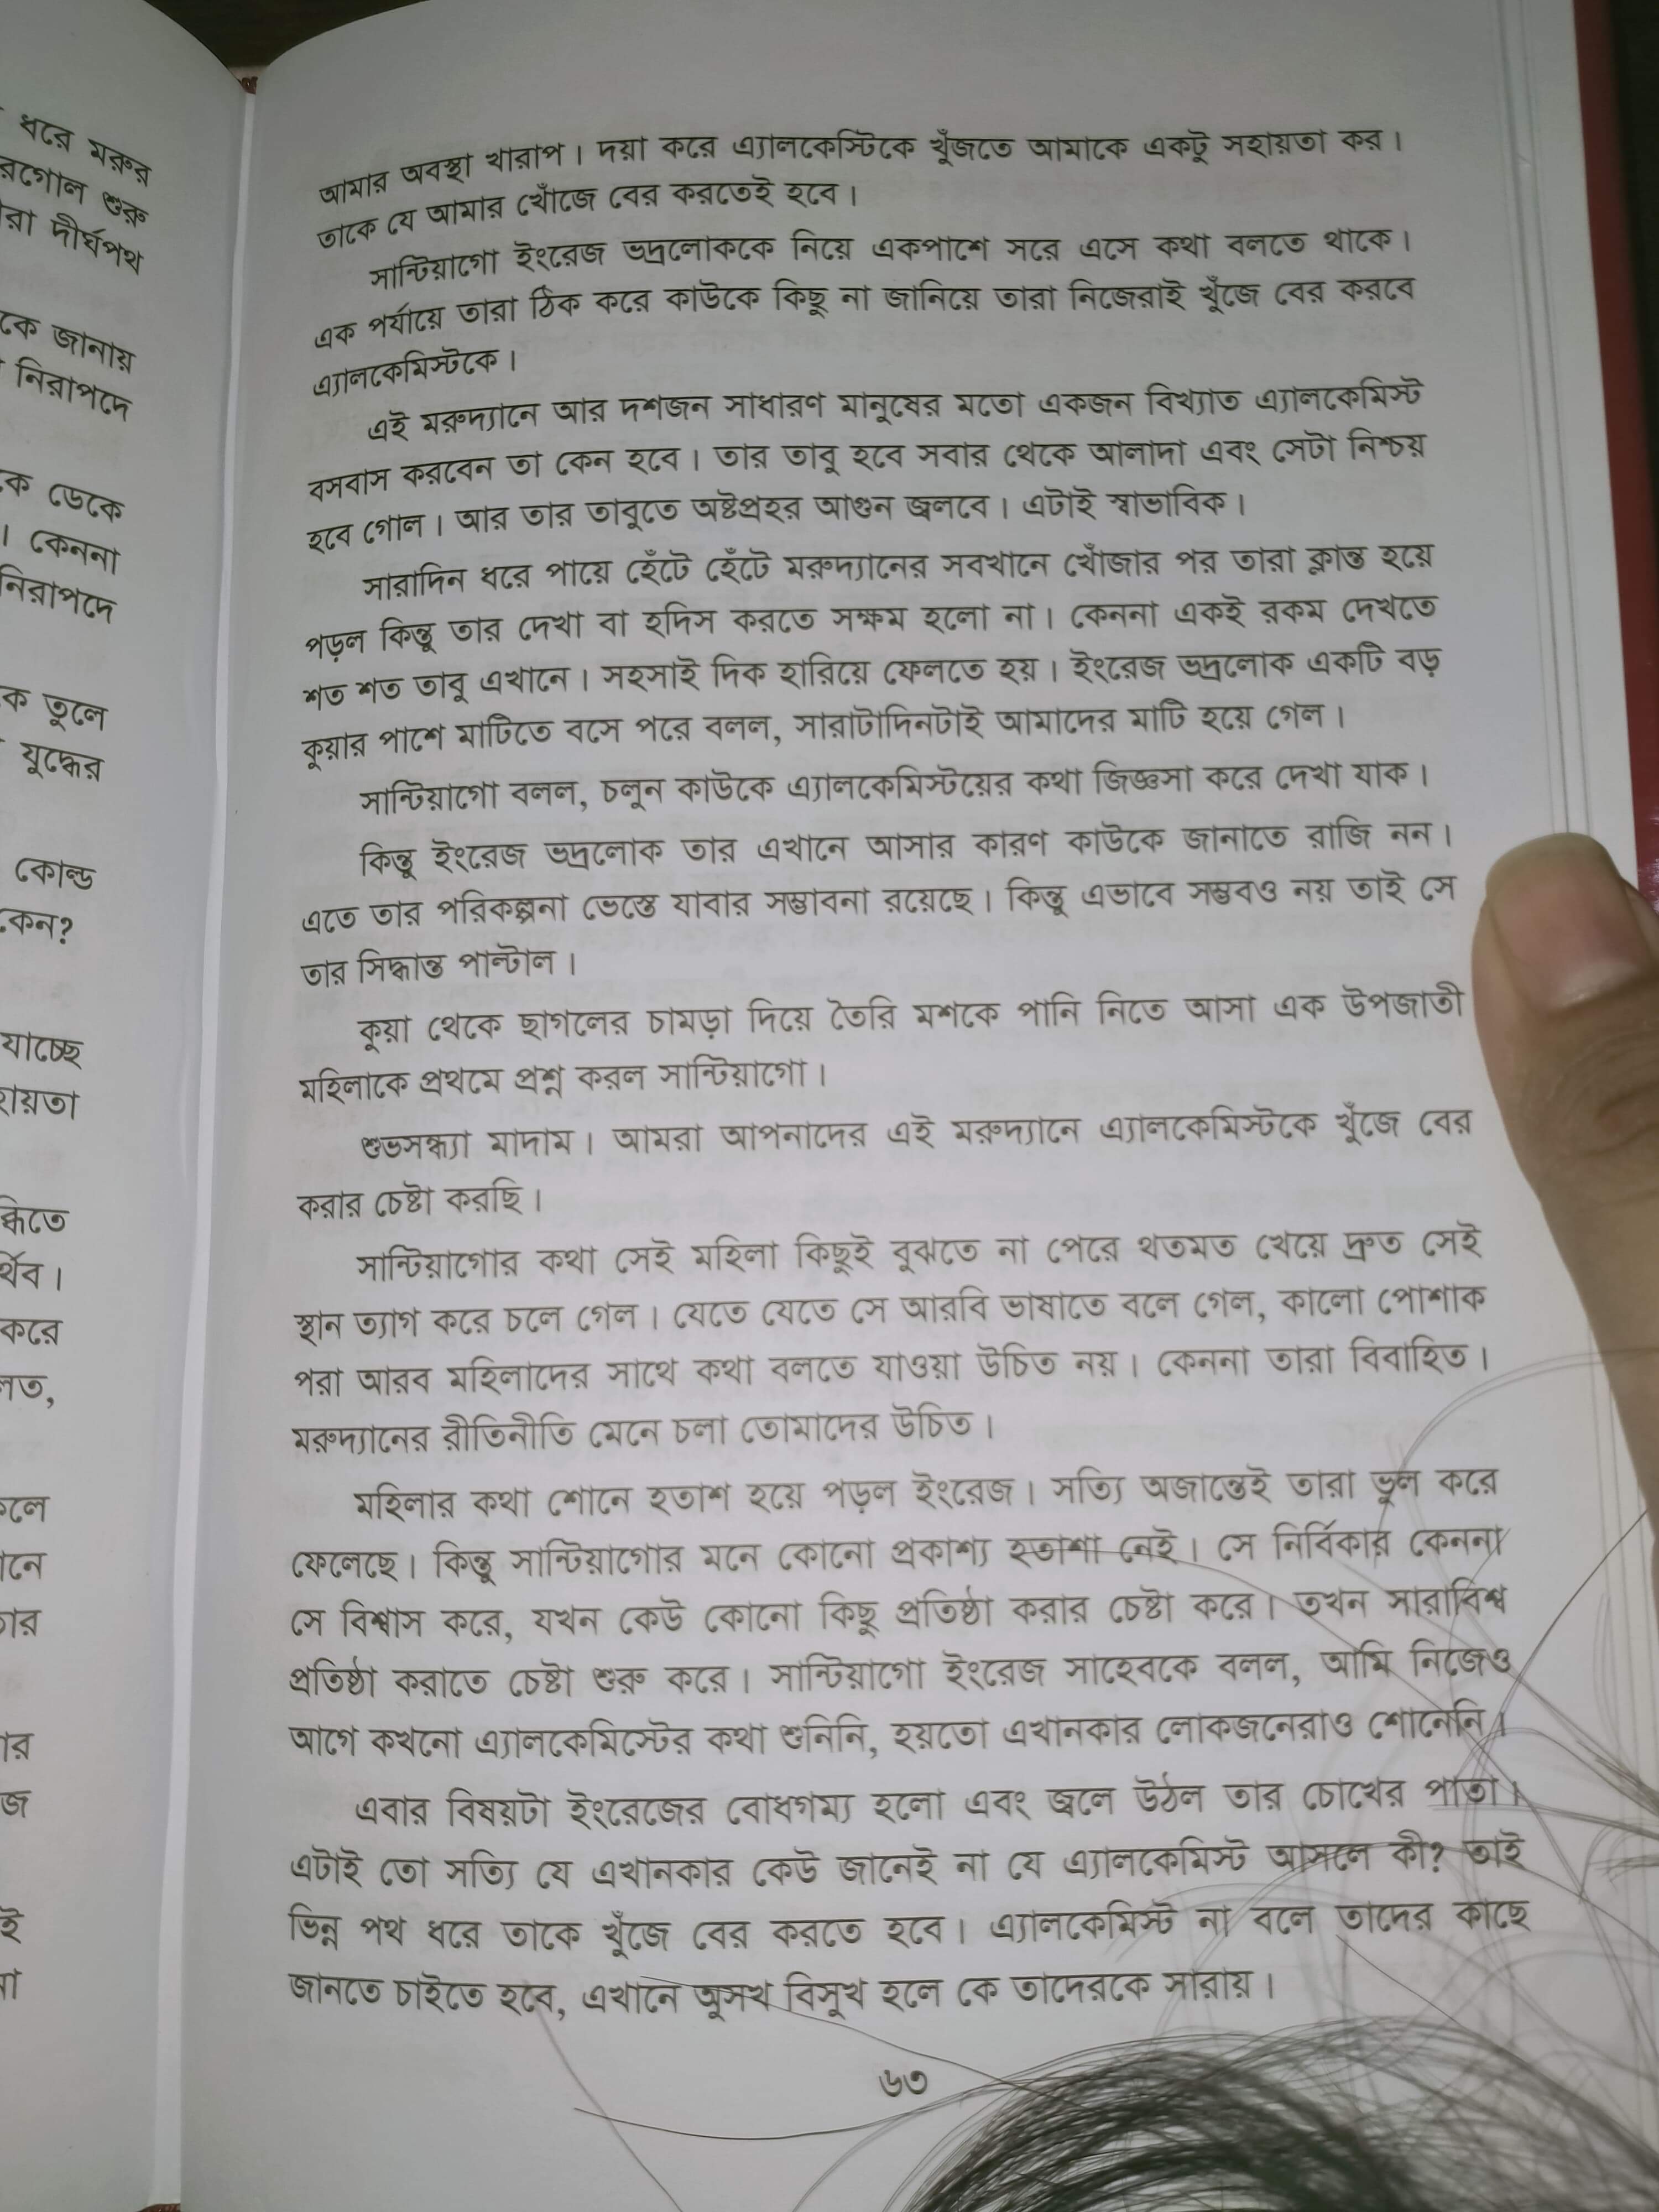 ধরে মরুর
রগোল শুরু
রা দীর্ঘপথ
কে জানায়
নিরাপদে
কে ডেকে
। কেননা
নিরাপদে
ক তুলে
যুদ্ধের
কোল্ড
কেন?
যাচ্ছে
হায়তা
র্থিব।
করে
লত,
আমার অবস্থা খারাপ। দয়া করে এ্যালকেস্টিকে খুঁজতে আমাকে একটু সহায়তা কর।
তাকে যে আমার খোঁজে বের করতেই হবে।
সান্টিয়াগো ইংরেজ ভদ্রলোককে নিয়ে একপাশে সরে এসে কথা বলতে থাকে।
এক পর্যায়ে তারা ঠিক করে কাউকে কিছু না জানিয়ে তারা নিজেরাই খুঁজে বের করবে
এ্যালকেমিস্টকে।
এই মরুদ্যানে আর দশজন সাধারণ মানুষের মতো একজন বিখ্যাত এ্যালকেমিস্ট
বসবাস করবেন তা কেন হবে। তার তাবু হবে সবার থেকে আলাদা এবং সেটা নিশ্চয়
হবে গোল। আর তার তাবুতে অষ্টপ্রহর আগুন জ্বলবে। এটাই স্বাভাবিক।
সারাদিন ধরে পায়ে হেঁটে হেঁটে মরুদ্যানের সবখানে খোঁজার পর তারা ক্লান্ত হয়ে
পড়ল কিন্তু তার দেখা বা হদিস করতে সক্ষম হলো না। কেননা একই রকম দেখতে
শত শত তাবু এখানে। সহসাই দিক হারিয়ে ফেলতে হয়। ইংরেজ ভদ্রলোক একটি বড়
কুয়ার পাশে মাটিতে বসে পরে বলল, সারাটাদিনটাই আমাদের মাটি হয়ে গেল।
সান্টিয়াগো বলল, চলুন কাউকে এ্যালকেমিস্টয়ের কথা জিজ্ঞসা করে দেখা যাক।
কিন্তু ইংরেজ ভদ্রলোক তার এখানে আসার কারণ কাউকে জানাতে রাজি নন।
এতে তার পরিকল্পনা ভেস্তে যাবার সম্ভাবনা রয়েছে। কিন্তু এভাবে সম্ভবও নয় তাই সে
তার সিদ্ধান্ত পাল্টাল।
কুয়া থেকে ছাগলের চামড়া দিয়ে তৈরি মশকে পানি নিতে আসা এক উপজাতী
মহিলাকে প্রথমে প্রশ্ন করল সান্টিয়াগো।
শুভসন্ধ্যা মাদাম। আমরা আপনাদের এই মরুদ্যানে এ্যালকেমিস্টকে খুঁজে বের
করার চেষ্টা করছি।
সান্টিয়াগোর কথা সেই মহিলা কিছুই বুঝতে না পেরে থতমত খেয়ে দ্রুত সেই
স্থান ত্যাগ করে চলে গেল। যেতে যেতে সে আরবি ভাষাতে বলে গেল, কালো পোশাক
পরা আরব মহিলাদের সাথে কথা বলতে যাওয়া উচিত নয়। কেননা তারা বিবাহিত।
মরুদ্যানের রীতিনীতি মেনে চলা তোমাদের উচিত।
মহিলার কথা শোনে হতাশ হয়ে পড়ল ইংরেজ। সত্যি অজান্তেই তারা ভুল করে
ফেলেছে। কিন্তু সান্টিয়াগোর মনে কোনো প্রকাশ্য হতাশা নেই। সে নির্বিকার কেননা
সে বিশ্বাস করে, যখন কেউ কোনো কিছু প্রতিষ্ঠা করার চেষ্টা করে। তখন সারাবিশ্ব
প্রতিষ্ঠা করাতে চেষ্টা শুরু করে। সান্টিয়াগো ইংরেজ সাহেবকে বলল, আমি নিজেও
আগে কখনো এ্যালকেমিস্টের কথা শুনিনি, হয়তো এখানকার লোকজনেরাও শোনেনি।
এবার বিষয়টা ইংরেজের বোধগম্য হলো এবং জ্বলে উঠল তার চোখের পাতা।
এটাই তো সত্যি যে এখানকার কেউ জানেই না যে এ্যালকেমিস্ট আসলে কী? তাই
ভিন্ন পথ ধরে তাকে খুঁজে বের করতে হবে। এ্যালকেমিস্ট না বলে তাদের কাছে
জানতে চাইতে হবে, এখানে অুসখ বিসুখ হলে কে তাদেরকে সারায়।
৬৩